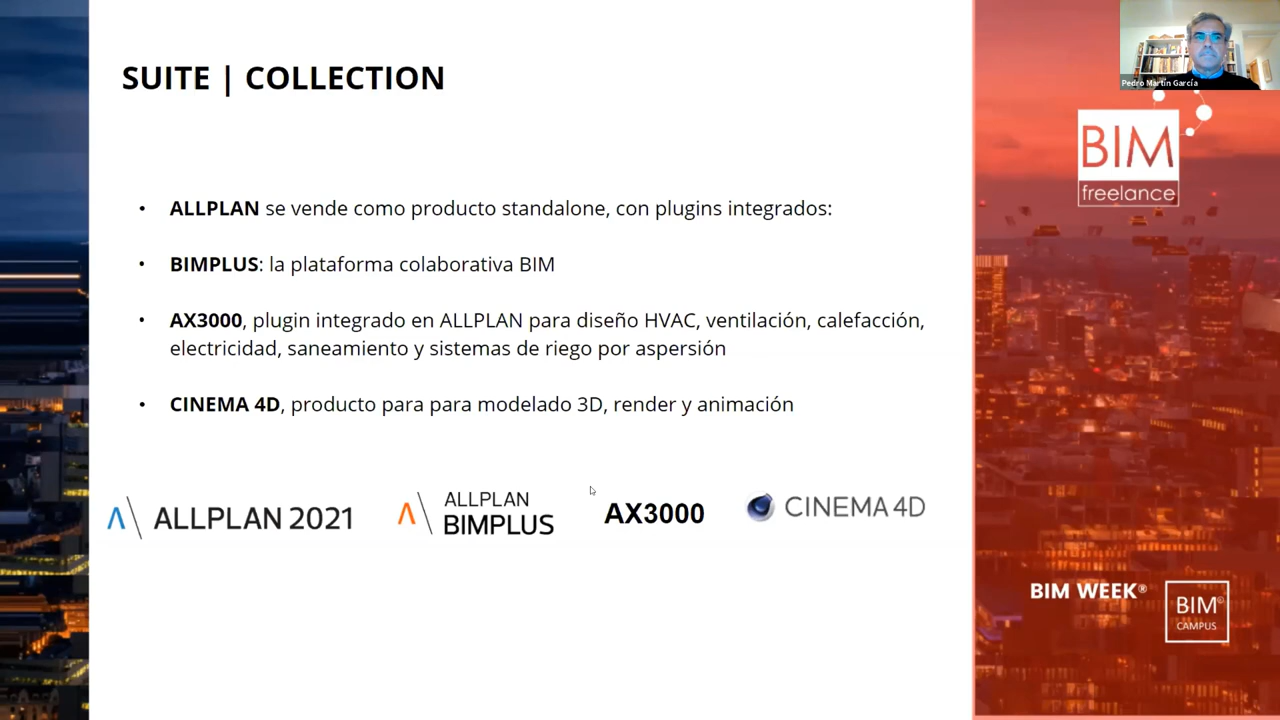 SUITE | COLLECTION
• ALLPLAN se vende como producto standalone, con plugins integrados:
• BIMPLUS: la plataforma colaborativa BIM
• AX3000, plugin integrado en ALLPLAN para diseño HVAC, ventilación, calefacción,
electricidad, saneamiento y sistemas de riego por aspersión
• CINEMA 4D, producto para para modelado 3D, render y animación
ALLPLAN 2021
ALLPLAN
BIMPLUS
AX3000
CINEMA 4D
Pedro Martín García
BIM
freelance
BIM WEEK®
BIM©
CAMPUS